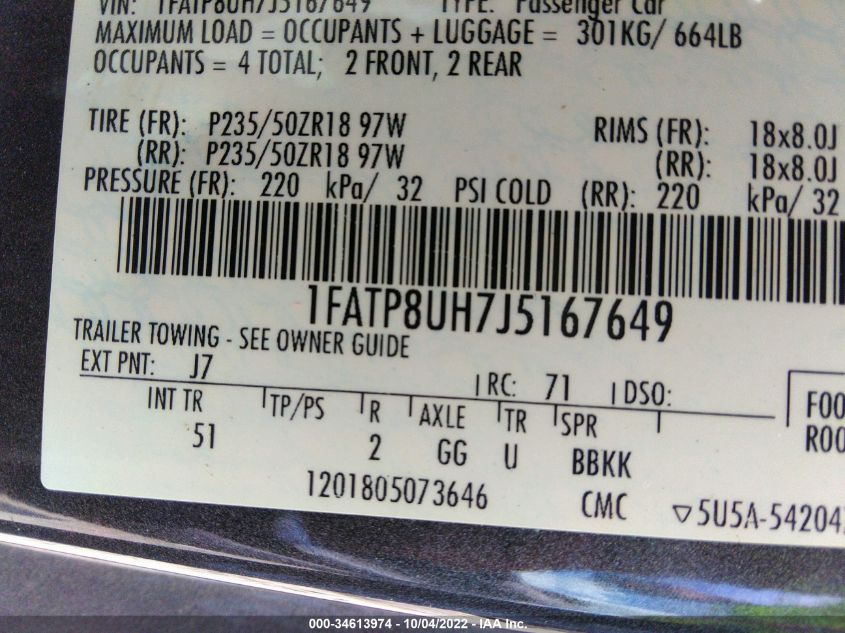 VIN: 1FATP8UH7J5167649 TYPE: Passenger Car
MAXIMUM LOAD = OCCUPANTS + LUGGAGE = 301KG/ 664LB
OCCUPANTS = 4 TOTAL; 2 FRONT, 2 REAR
TIRE (FR): P235/50ZR18 97W RIMS (FR): 18x8.0J
(RR): P235/50ZR18 97W (RR): 18x8.0J
PRESSURE (FR): 220 kPa/ 32 PSI COLD (RR): 220 kPa/ 32
1FATP8UH7J5167649
TRAILER TOWING - SEE OWNER GUIDE
EXT PNT: J7 RC: 71 DSO:
INT TR TP/PS R AXLE TR SPR F00
51 2 GG U BBKK R00
1201805073646 CMC ▽5U5A-54204
000-34613974 - 10/04/2022 - IAA Inc.